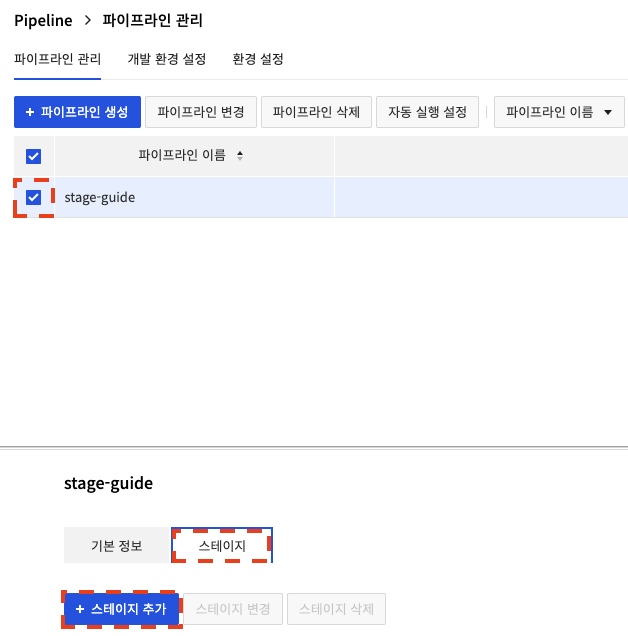 Pipeline > 파이프라인 관리
파이프라인 관리 개발 환경 설정 환경 설정
+ 파이프라인 생성 파이프라인 변경 파이프라인 삭제 자동 실행 설정 파이프라인 이름
파이프라인 이름
stage-guide
stage-guide
기본 정보 스테이지
+ 스테이지 추가 스테이지 변경 스테이지 삭제